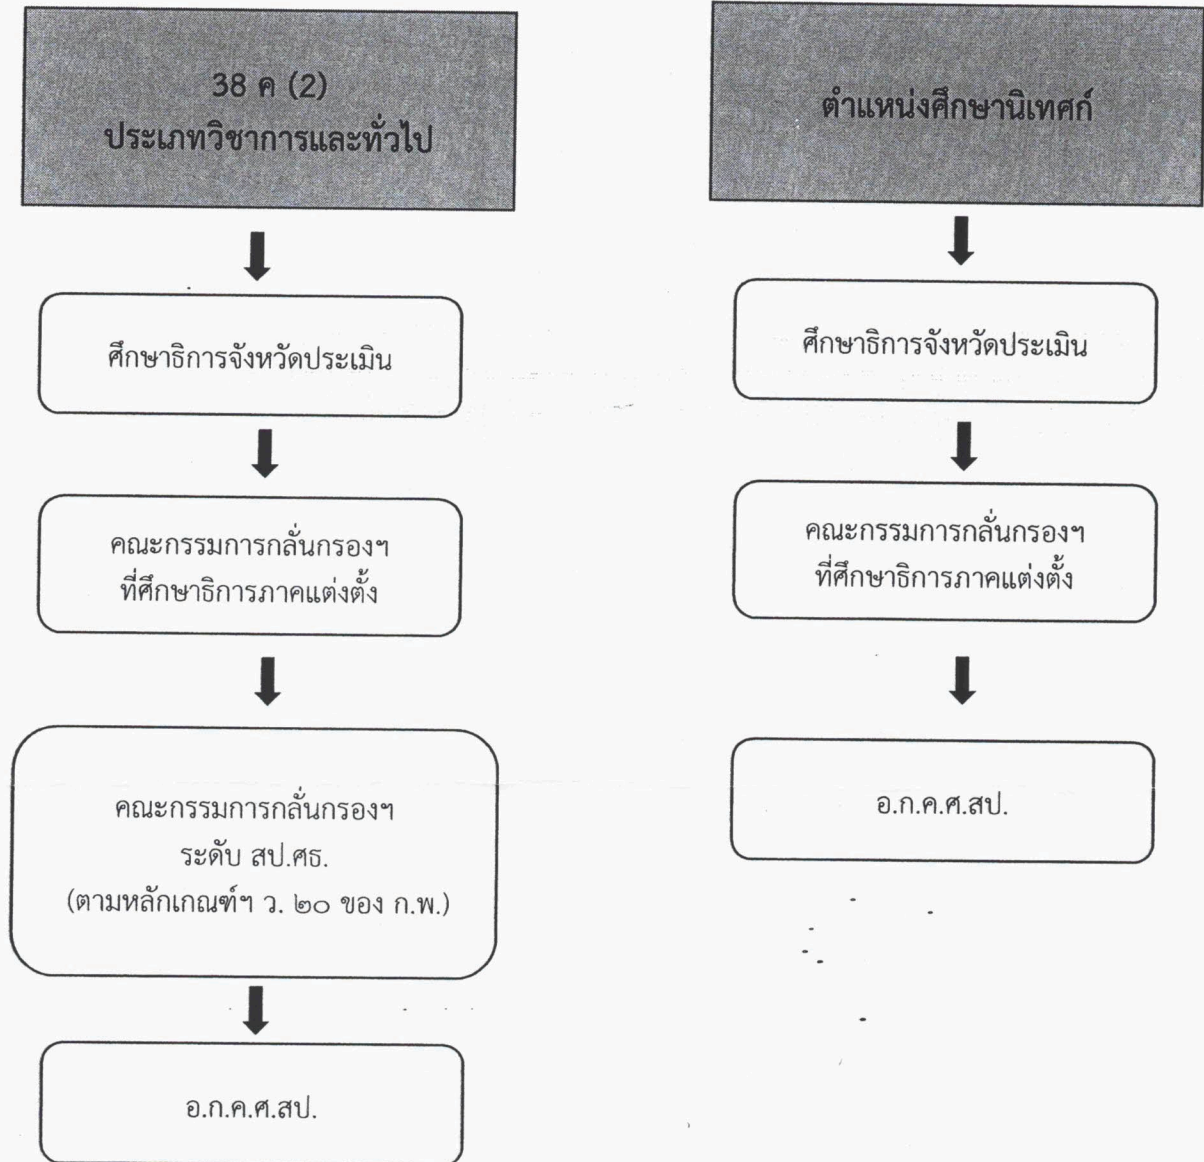 38 ค (2)
ประเภทวิชาการและทั่วไป
ศึกษาธิการจังหวัดประเมิน
คณะกรรมการกลั่นกรองฯ
ที่ศึกษาธิการภาคแต่งตั้ง
คณะกรรมการกลั่นกรองฯ
ระดับ สป.ศธ.
(ตามหลักเกณฑ์ฯ ว. ๒๐ ของ ก.พ.)
อ.ก.ค.ศ.สป.
ตำแหน่งศึกษานิเทศก์
ศึกษาธิการจังหวัดประเมิน
คณะกรรมการกลั่นกรองฯ
ที่ศึกษาธิการภาคแต่งตั้ง
อ.ก.ค.ศ.สป.